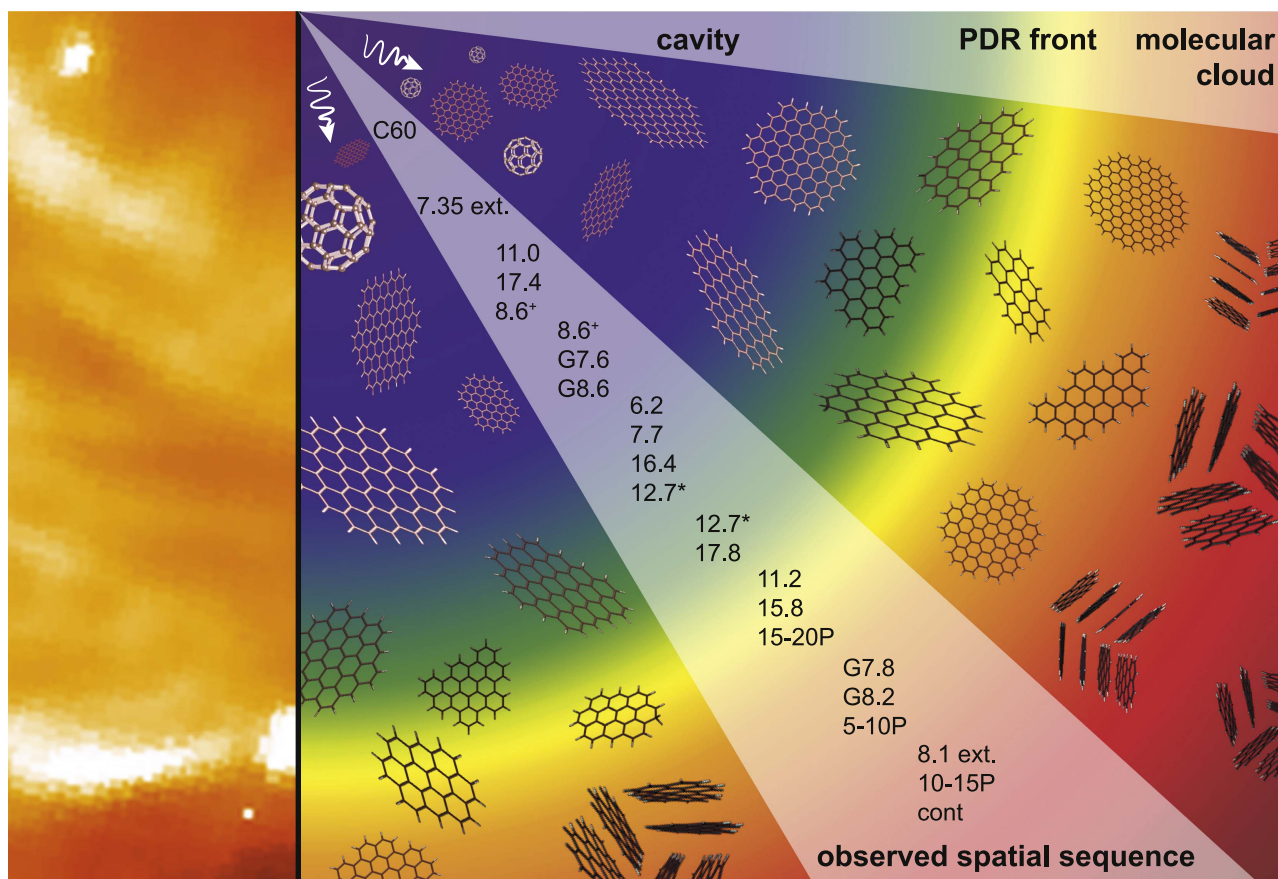 cavity
PDR front
molecular
cloud
C60
7.35 ext.
11.0
17.4
8.6⁺
8.6⁺
G7.6
G8.6
6.2
7.7
16.4
12.7*
12.7*
17.8
11.2
15.8
15-20P
G7.8
G8.2
5-10P
8.1 ext.
10-15P
cont
observed spatial sequence